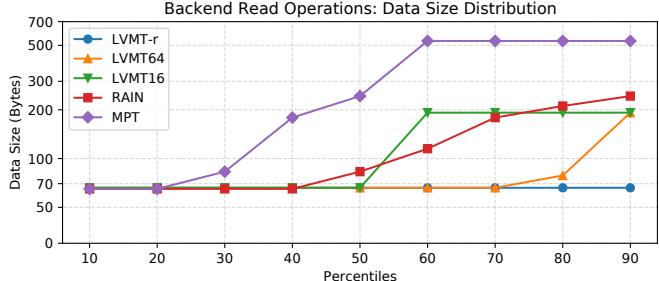 Backend Read Operations: Data Size Distribution
Data Size (Bytes)
700
500
300
200
100
70
50
0
LVMT-r
LVMT64
LVMT16
RAIN
MPT
10 20 30 40 50 60 70 80 90
Percentiles